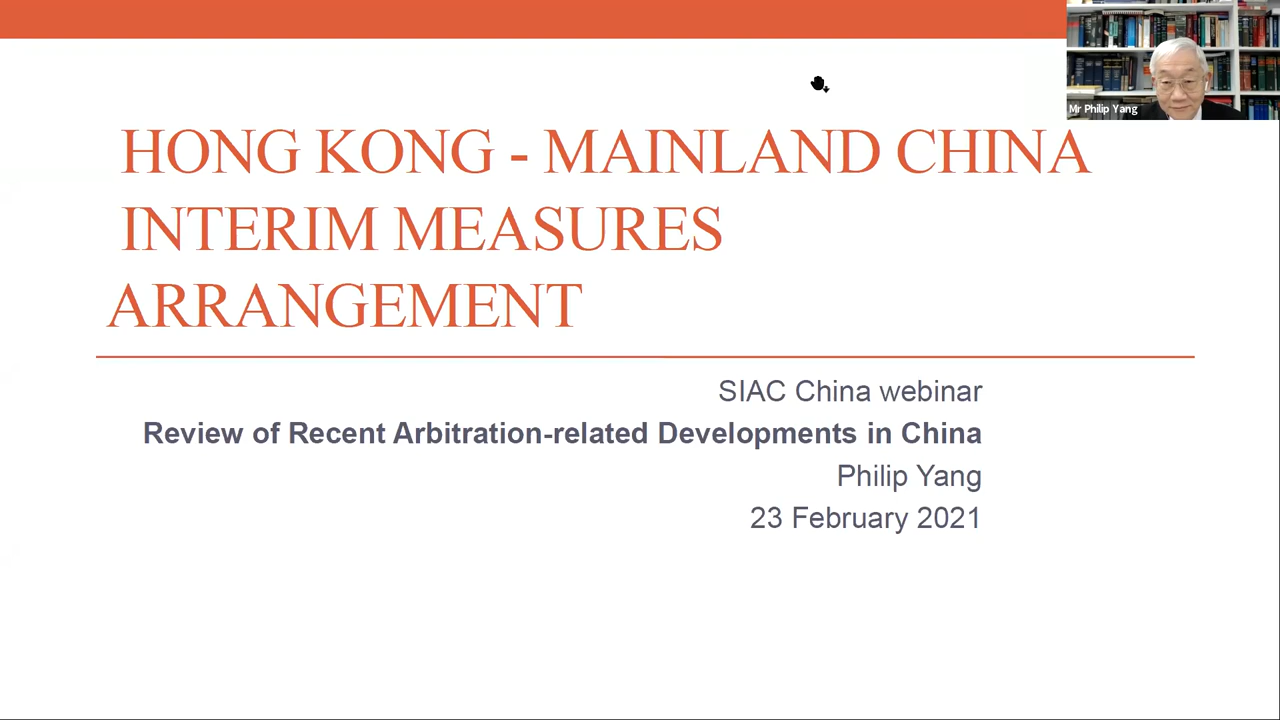 Mr Philip Yang
HONG KONG - MAINLAND CHINA
INTERIM MEASURES
ARRANGEMENT
SIAC China webinar
Review of Recent Arbitration-related Developments in China
Philip Yang
23 February 2021